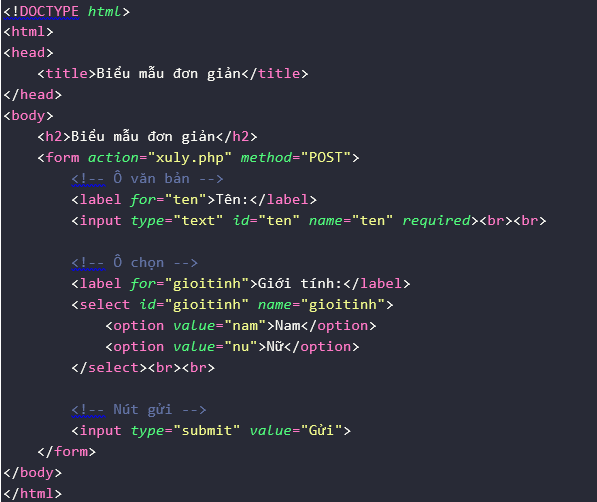 <!DOCTYPE html>
<html>
<head>
    <title>Biểu mẫu đơn giản</title>
</head>
<body>
    <h2>Biểu mẫu đơn giản</h2>
    <form action="xuly.php" method="POST">
        <!-- Ô văn bản -->
        <label for="ten">Tên:</label>
        <input type="text" id="ten" name="ten" required><br><br>

        <!-- Ô chọn -->
        <label for="gioitinh">Giới tính:</label>
        <select id="gioitinh" name="gioitinh">
            <option value="nam">Nam</option>
            <option value="nu">Nữ</option>
        </select><br><br>

        <!-- Nút gửi -->
        <input type="submit" value="Gửi">
    </form>
</body>
</html>